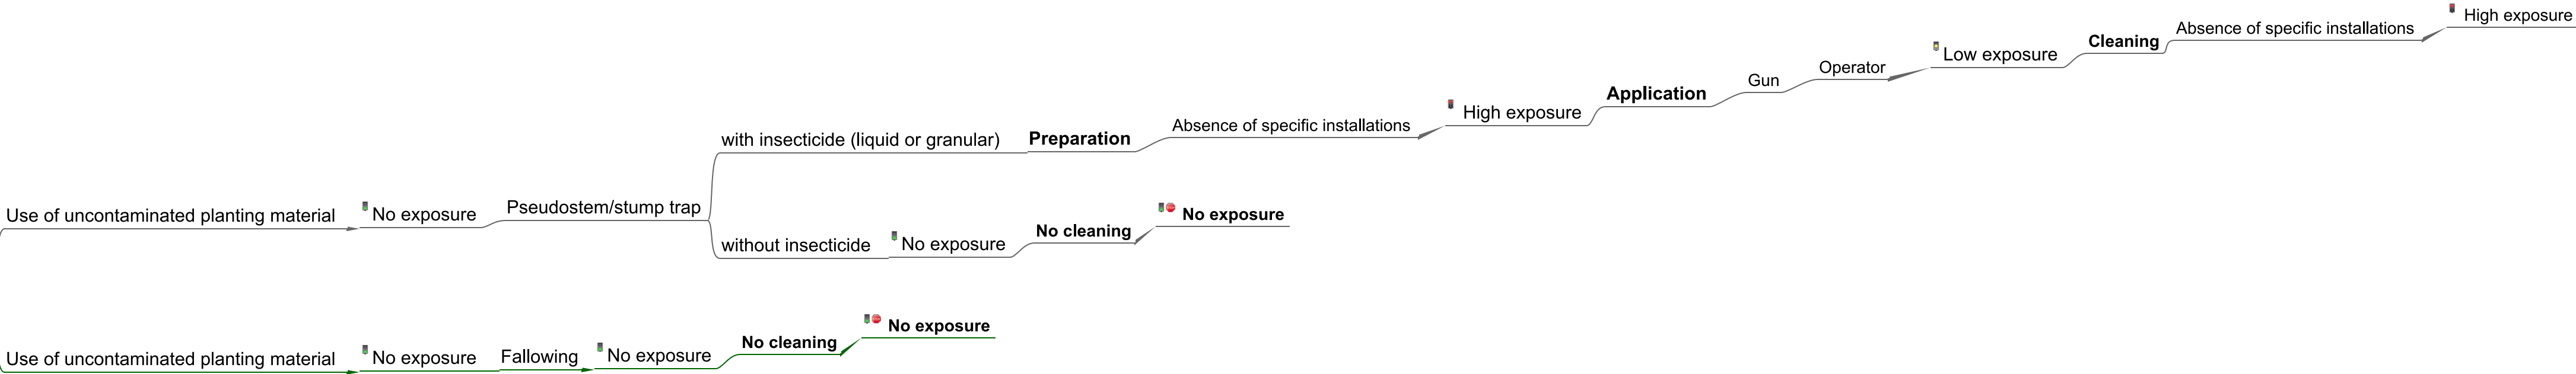 Use of uncontaminated planting material
No exposure
Pseudostem/stump trap
with insecticide (liquid or granular)
Preparation
Absence of specific installations
High exposure
Application
Gun
Operator
Low exposure
Cleaning
Absence of specific installations
High exposure
without insecticide
No exposure
No cleaning
No exposure
Use of uncontaminated planting material
No exposure
Fallowing
No exposure
No cleaning
No exposure